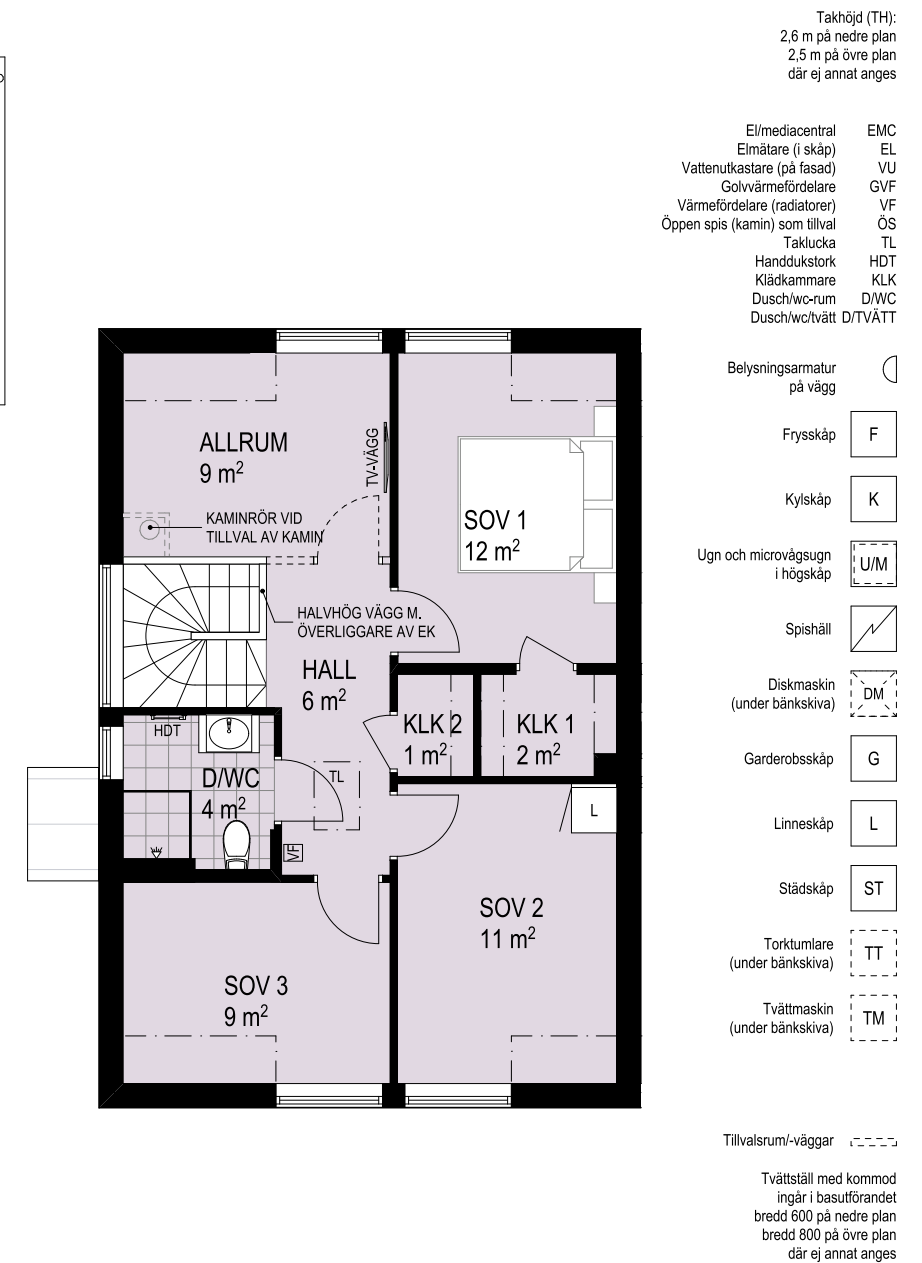 Takhöjd (TH):
2,6 m på nedre plan
2,5 m på övre plan
där ej annat anges
El/mediacentral EMC
Elmätare (i skåp) EL
Vattenutkastare (på fasad) VU
Golvvärmefördelare GVF
Värmefördelare (radiatorer) VF
Öppen spis (kamin) som tillval ÖS
Taklucka TL
Handdukstork HDT
Klädkammare KLK
Dusch/wc-rum D/WC
Dusch/wc/tvätt D/TVÄTT
Belysningsarmatur
på vägg
Frysskåp F
Kylskåp K
Ugn och microvågsugn
i högskåp
U/M
Spishäll
Diskmaskin
(under bänkskiva)
DM
Garderobsskåp G
Linneskåp L
Städskåp ST
Torktumlare
(under bänkskiva)
TT
Tvättmaskin
(under bänkskiva)
TM
Tillvalsrum/-väggar
Tvättställ med kommod
ingår i basutförandet
bredd 600 på nedre plan
bredd 800 på övre plan
där ej annat anges
ALLRUM
9 m²
TV-VÄGG
KAMINRÖR VID
TILLVAL AV KAMIN
SOV 1
12 m²
HALVHÖG VÄGG M.
ÖVERLIGGARE AV EK
HALL
6 m²
KLK 2
1 m²
KLK 1
2 m²
HDT
D/WC
4 m²
TL
VF
L
SOV 2
11 m²
SOV 3
9 m²